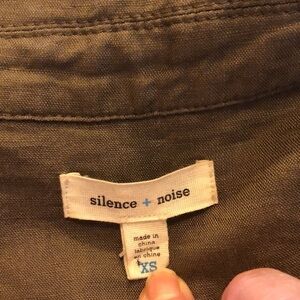 silence + noise
made in
china
fabriqué
en chine
XS